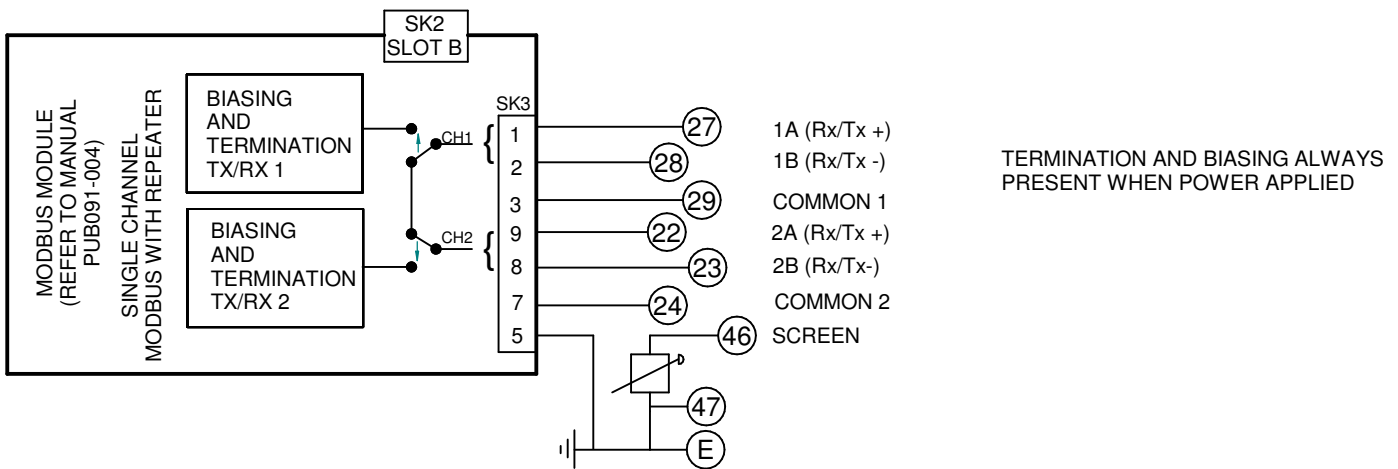 SK2
SLOT B
MODBUS MODULE
(REFER TO MANUAL
PUB091-004)
SINGLE CHANNEL
MODBUS WITH REPEATER
BIASING
AND
TERMINATION
TX/RX 1
BIASING
AND
TERMINATION
TX/RX 2
CH1
CH2
SK3
1
2
3
9
8
7
5
27
1A (Rx/Tx +)
28
1B (Rx/Tx -)
29
COMMON 1
22
2A (Rx/Tx +)
23
2B (Rx/Tx-)
24
COMMON 2
46
SCREEN
47
E
TERMINATION AND BIASING ALWAYS
PRESENT WHEN POWER APPLIED